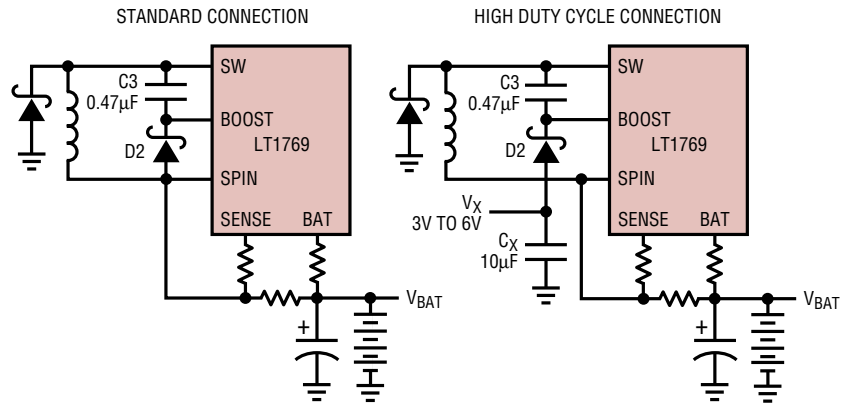 STANDARD CONNECTION
SW
C3
0.47µF
BOOST
LT1769
D2
SPIN
SENSE BAT
VBAT
+
HIGH DUTY CYCLE CONNECTION
SW
C3
0.47µF
BOOST
LT1769
D2
SPIN
VX
3V TO 6V
SENSE BAT
CX
10µF
VBAT
+